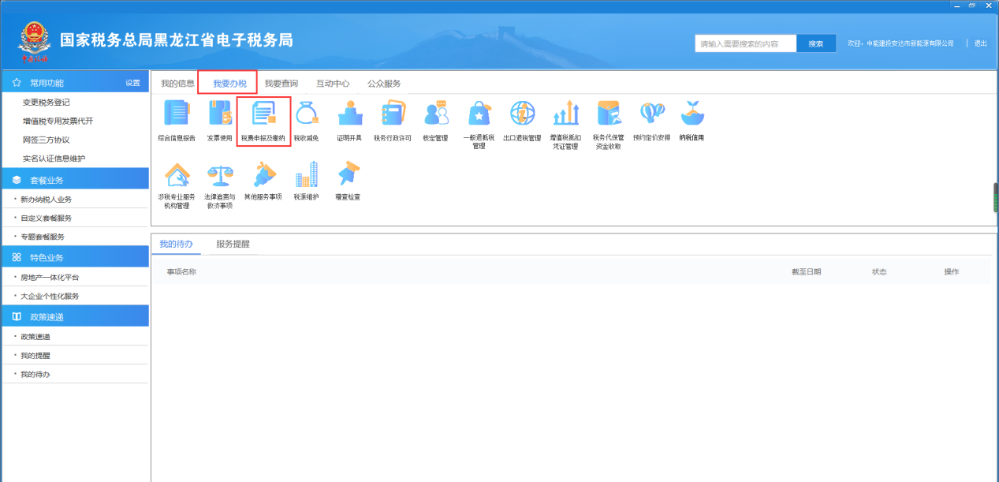 国家税务总局黑龙江省电子税务局
请输入需要搜索的内容
搜索
欢迎，中能建投安达市新能源有限公司
退出
常用功能
设置
变更税务登记
增值税专用发票代开
网签三方协议
实名认证信息维护
套餐业务
新办纳税人业务
自定义套餐服务
专题套餐服务
特色业务
房地产一体化平台
大企业个性化服务
政策速递
政策速递
我的提醒
我的待办
我的信息
我要办税
我要查询
互动中心
公众服务
综合信息报告
发票使用
税费申报及缴纳
税收减免
证明开具
税务行政许可
核定管理
一般退抵税
管理
出口退税管理
增值税抵扣
凭证管理
税务代保管
资金收取
预约定价安排
纳税信用
涉税专业服务
机构管理
法律追责与
救济事项
其他服务事项
税源维护
稽查检查
我的待办
服务提醒
事项名称
截至日期
状态
操作